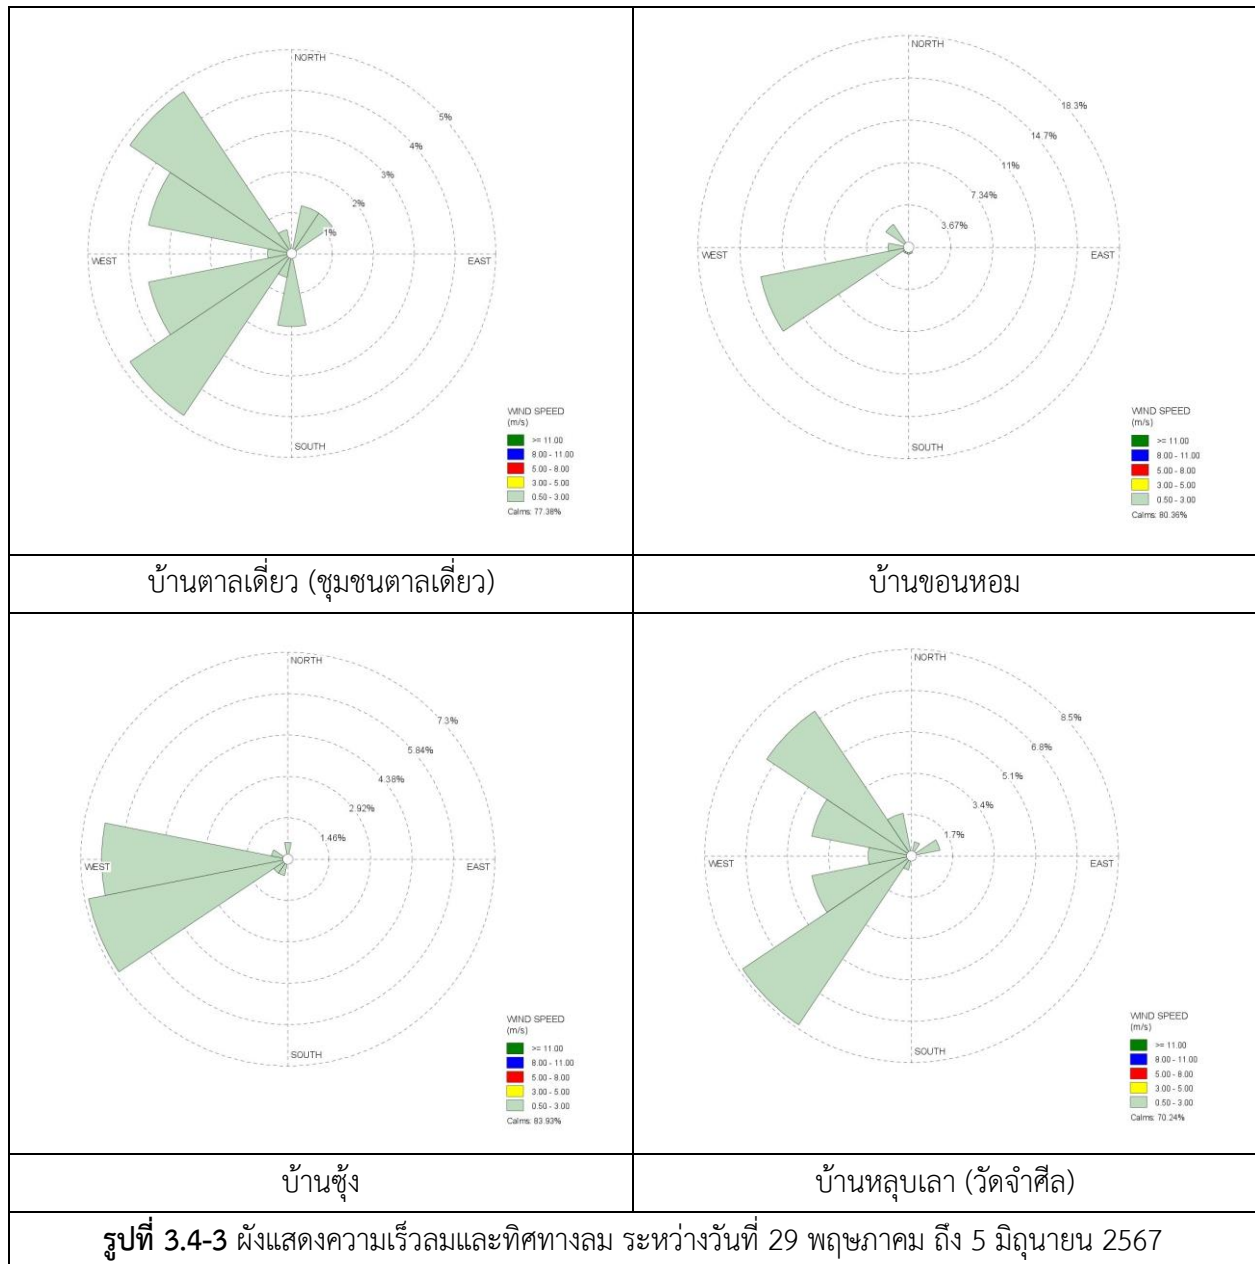 NORTH
18.3%
14.7%
11%
7.34%
3.67%
WEST
EAST
SOUTH
WIND SPEED
(m/s)
>= 11.00
8.00 - 11.00
5.00 - 8.00
3.00 - 5.00
0.50 - 3.00
Calms: 80.36%
NORTH
5%
4%
3%
2%
1%
WEST
EAST
SOUTH
WIND SPEED
(m/s)
>= 11.00
8.00 - 11.00
5.00 - 8.00
3.00 - 5.00
0.50 - 3.00
Calms: 77.38%
บ้านตาลเดี่ยว (ชุมชนตาลเดี่ยว)
บ้านขอนหอม
NORTH
7.3%
5.84%
4.38%
2.92%
1.46%
WEST
EAST
SOUTH
WIND SPEED
(m/s)
>= 11.00
8.00 - 11.00
5.00 - 8.00
3.00 - 5.00
0.50 - 3.00
Calms: 83.93%
NORTH
8.5%
6.8%
5.1%
3.4%
1.7%
WEST
EAST
SOUTH
WIND SPEED
(m/s)
>= 11.00
8.00 - 11.00
5.00 - 8.00
3.00 - 5.00
0.50 - 3.00
Calms: 70.24%
บ้านซุ้ง
บ้านหลุบเลา (วัดจำศีล)
รูปที่ 3.4-3 ผังแสดงความเร็วลมและทิศทางลม ระหว่างวันที่ 29 พฤษภาคม ถึง 5 มิถุนายน 2567